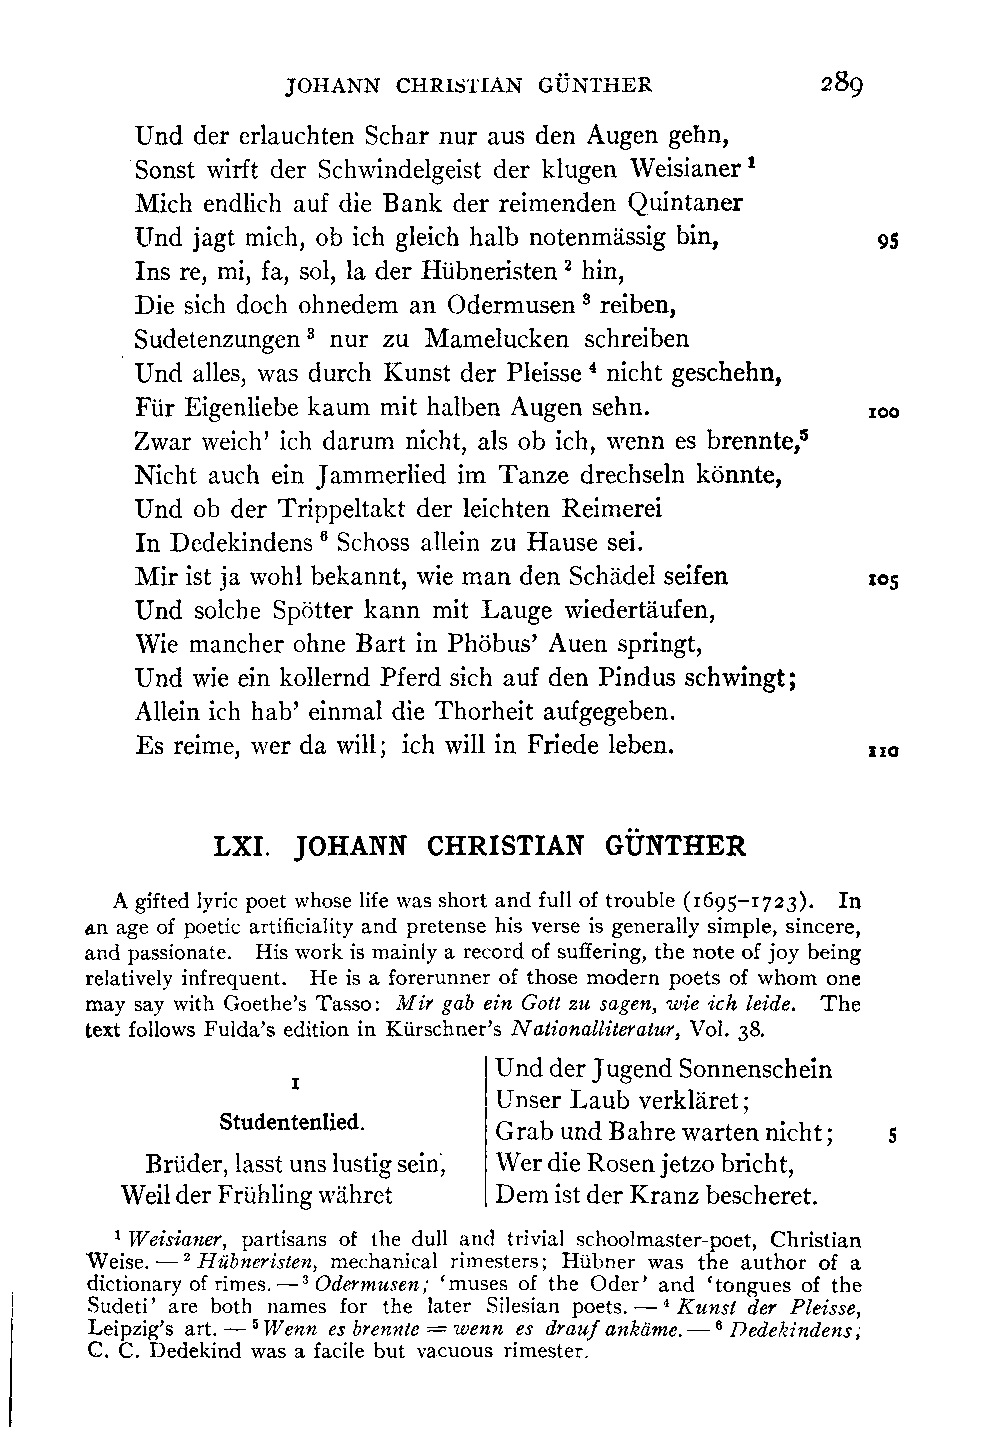 JOHANN CHRISTIAN GÜNTHER 289
Und der erlauchten Schar nur aus den Augen gehn,
Sonst wirft der Schwindelgeist der klugen Weisianer ¹
Mich endlich auf die Bank der reimenden Quintaner
Und jagt mich, ob ich gleich halb notenmässig bin, 95
Ins re, mi, fa, sol, la der Hübneristen ² hin,
Die sich doch ohnedem an Odermusen ³ reiben,
Sudetenzungen ³ nur zu Mamelucken schreiben
Und alles, was durch Kunst der Pleisse ⁴ nicht geschehn,
Für Eigenliebe kaum mit halben Augen sehn. 100
Zwar weich' ich darum nicht, als ob ich, wenn es brennte,⁵
Nicht auch ein Jammerlied im Tanze drechseln könnte,
Und ob der Trippeltakt der leichten Reimerei
In Dedekindens ⁶ Schoss allein zu Hause sei.
Mir ist ja wohl bekannt, wie man den Schädel seifen 105
Und solche Spötter kann mit Lauge wiedertäufen,
Wie mancher ohne Bart in Phöbus' Auen springt,
Und wie ein kollernd Pferd sich auf den Pindus schwingt;
Allein ich hab' einmal die Thorheit aufgegeben.
Es reime, wer da will; ich will in Friede leben. 110
LXI. JOHANN CHRISTIAN GÜNTHER
A gifted lyric poet whose life was short and full of trouble (1695–1723). In
an age of poetic artificiality and pretense his verse is generally simple, sincere,
and passionate. His work is mainly a record of suffering, the note of joy being
relatively infrequent. He is a forerunner of those modern poets of whom one
may say with Goethe's Tasso: Mir gab ein Gott zu sagen, wie ich leide. The
text follows Fulda's edition in Kürschner's Nationalliteratur, Vol. 38.
1
Studentenlied.
Brüder, lasst uns lustig sein,
Weil der Frühling währet
Und der Jugend Sonnenschein
Unser Laub verkläret;
Grab und Bahre warten nicht; 5
Wer die Rosen jetzo bricht,
Dem ist der Kranz bescheret.
¹ Weisianer, partisans of the dull and trivial schoolmaster-poet, Christian
Weise. — ² Hübneristen, mechanical rimesters; Hübner was the author of a
dictionary of rimes. — ³ Odermusen; 'muses of the Oder' and 'tongues of the
Sudeti' are both names for the later Silesian poets. — ⁴ Kunst der Pleisse,
Leipzig's art. — ⁵ Wenn es brennte = wenn es drauf ankäme. — ⁶ Dedekindens;
C. C. Dedekind was a facile but vacuous rimester.